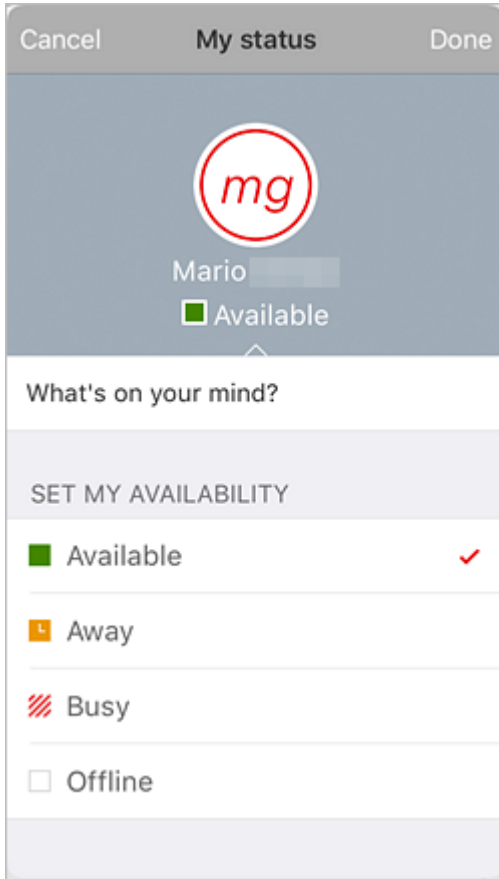 Cancel My status Done
mg
Mario
Available
What's on your mind?
SET MY AVAILABILITY
Available
Away
Busy
Offline